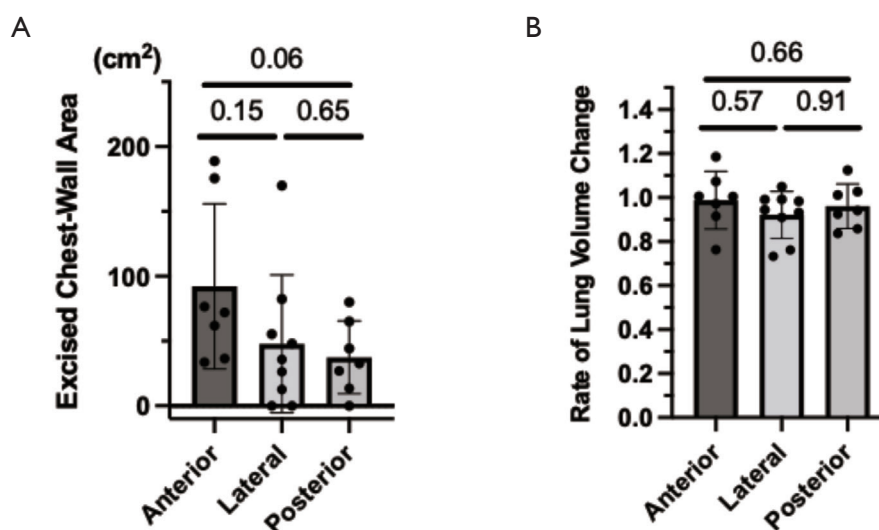 A
(cm²)
0.06
0.15
0.65
Excised Chest-Wall Area
200
100
0
Anterior
Lateral
Posterior
B
0.66
0.57
0.91
Rate of Lung Volume Change
1.4
1.2
1.0
0.8
0.6
0.4
0.2
0.0
Anterior
Lateral
Posterior